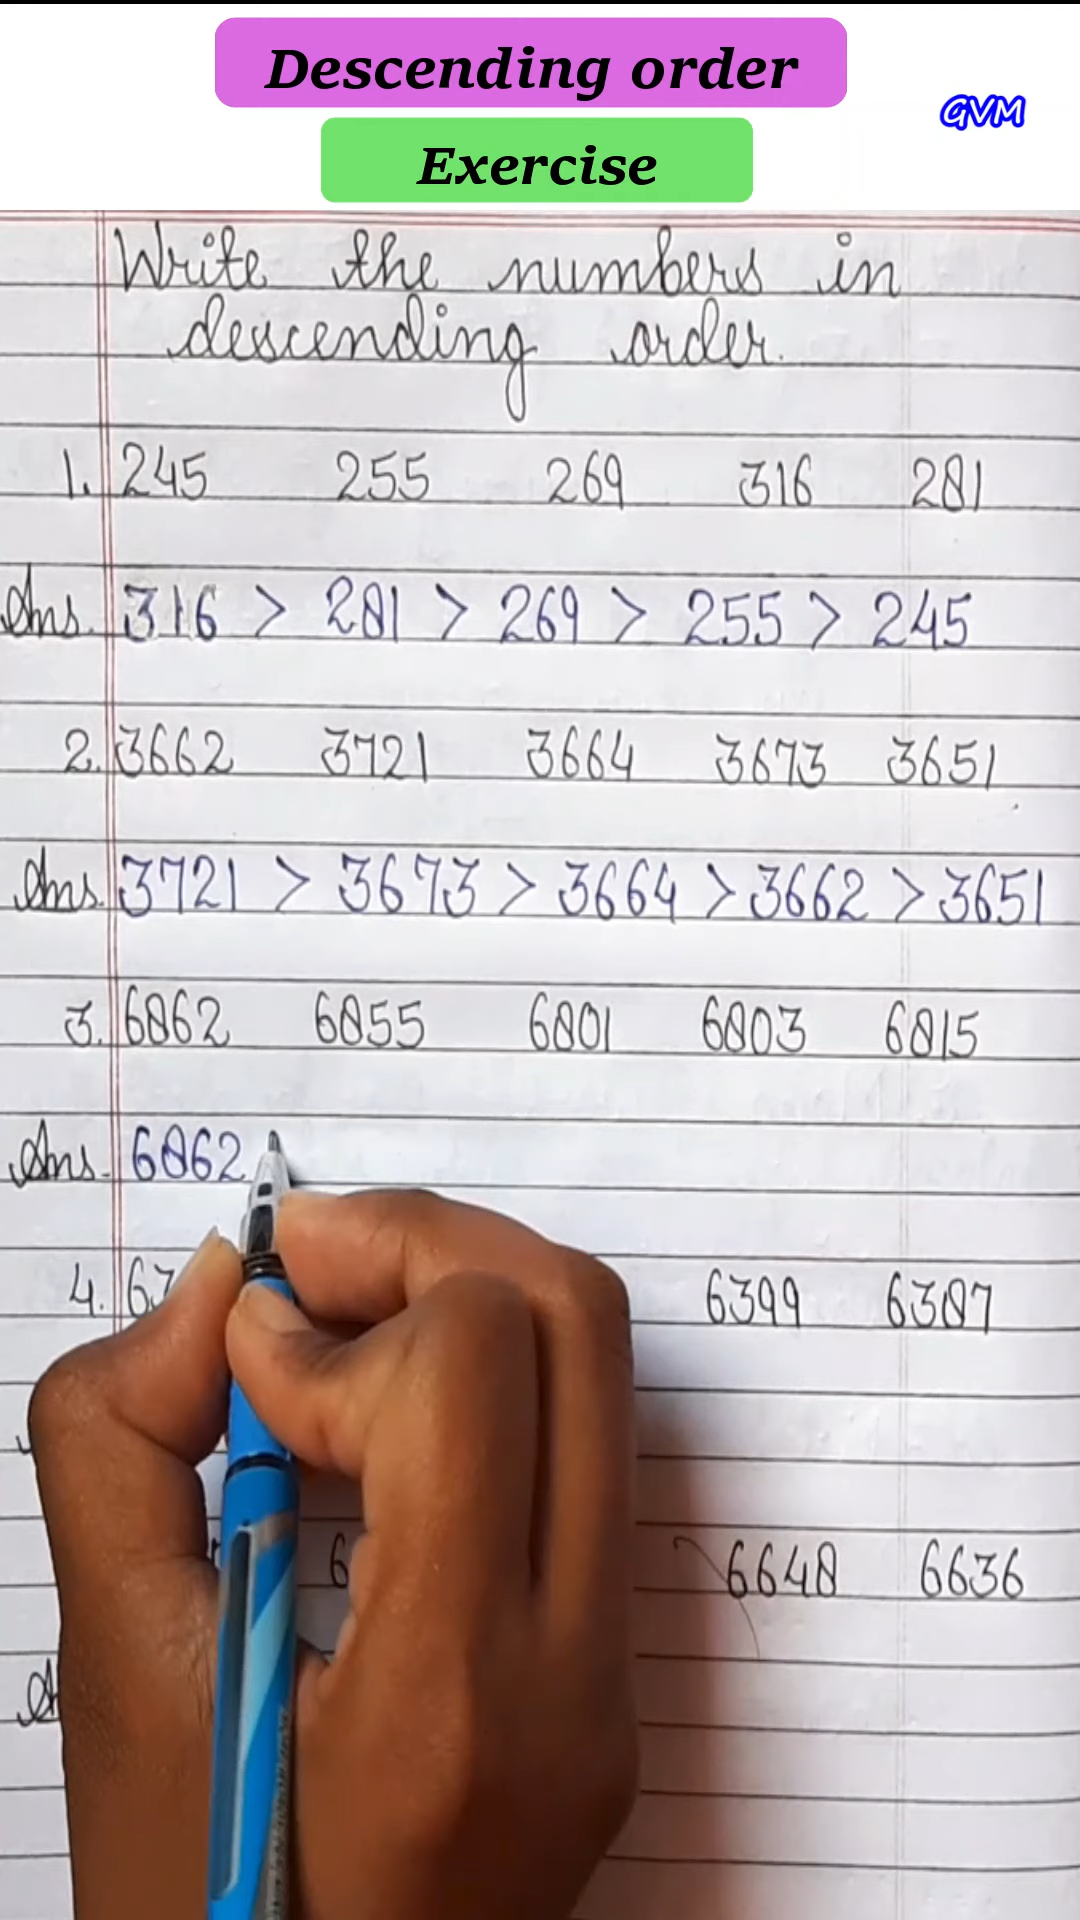 Descending order
GVM
Exercise
Write the numbers in
descending order.
1. 245 255 269 316 281
Ans. 316 > 281 > 269 > 255 > 245
2. 3662 3721 3664 3673 3651
Ans. 3721 > 3673 > 3664 > 3662 > 3651
3. 6862 6855 6801 6803 6815
Ans. 6862
4. 6399 6387
6648 6636